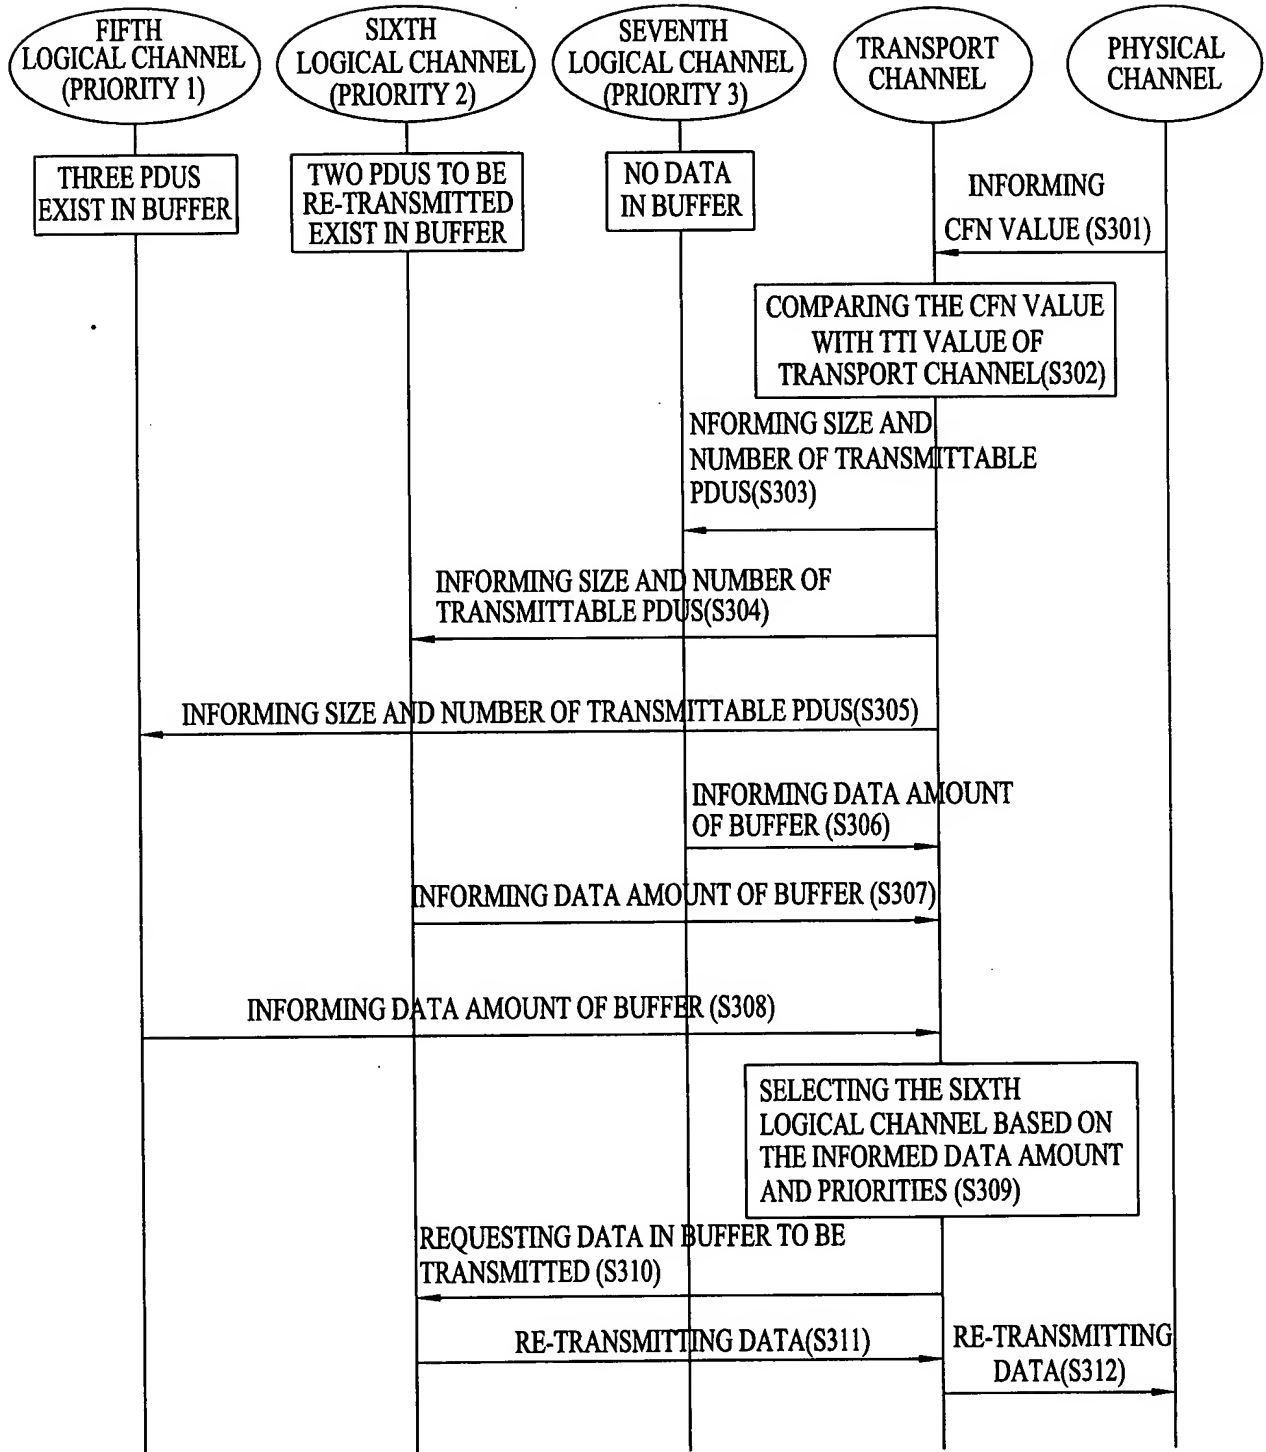 FIFTH
LOGICAL CHANNEL
(PRIORITY 1)
SIXTH
LOGICAL CHANNEL
(PRIORITY 2)
SEVENTH
LOGICAL CHANNEL
(PRIORITY 3)
TRANSPORT
CHANNEL
PHYSICAL
CHANNEL
THREE PDUS
EXIST IN BUFFER
TWO PDUS TO BE
RE-TRANSMITTED
EXIST IN BUFFER
NO DATA
IN BUFFER
INFORMING
CFN VALUE (S301)
COMPARING THE CFN VALUE
WITH TTI VALUE OF
TRANSPORT CHANNEL(S302)
NFORMING SIZE AND
NUMBER OF TRANSMITTABLE
PDUS(S303)
INFORMING SIZE AND NUMBER OF
TRANSMITTABLE PDUS(S304)
INFORMING SIZE AND NUMBER OF TRANSMITTABLE PDUS(S305)
INFORMING DATA AMOUNT
OF BUFFER (S306)
INFORMING DATA AMOUNT OF BUFFER (S307)
INFORMING DATA AMOUNT OF BUFFER (S308)
SELECTING THE SIXTH
LOGICAL CHANNEL BASED ON
THE INFORMED DATA AMOUNT
AND PRIORITIES (S309)
REQUESTING DATA IN BUFFER TO BE
TRANSMITTED (S310)
RE-TRANSMITTING DATA(S311)
RE-TRANSMITTING
DATA(S312)